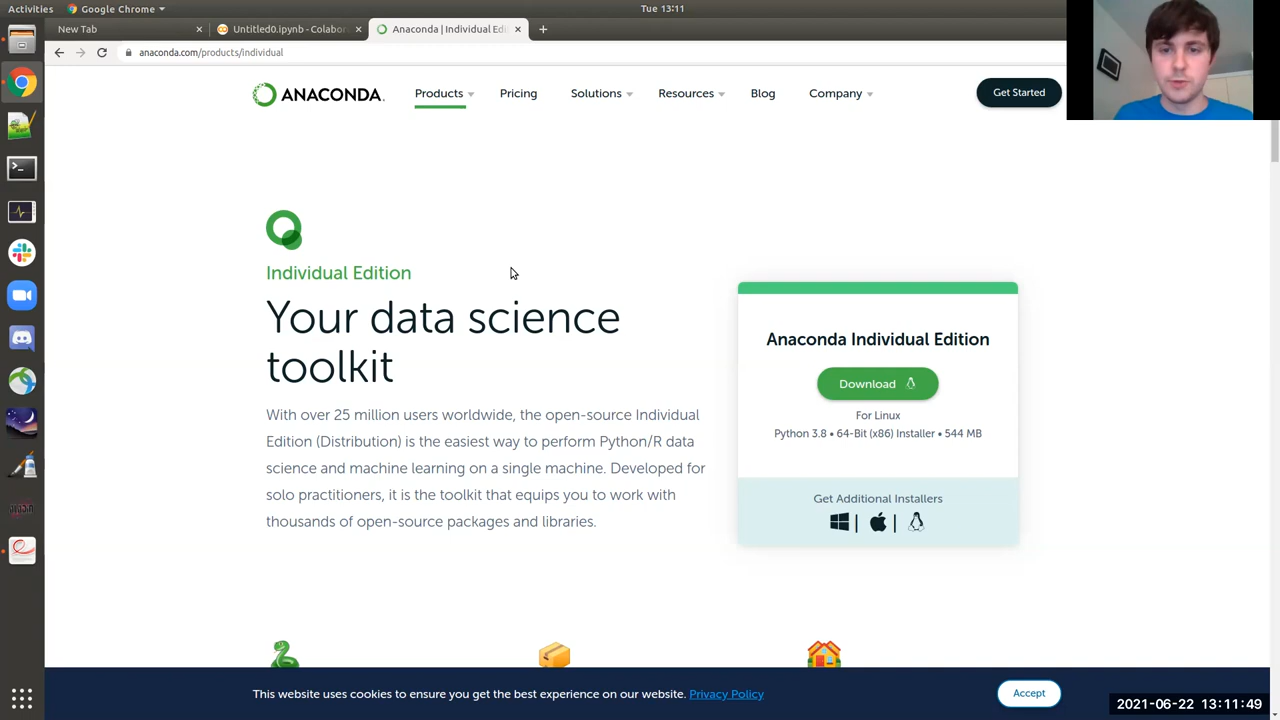 Activities
Google Chrome
Tue 13:11
New Tab
Untitled0.ipynb - Colabor
Anaconda | Individual Edi
anaconda.com/products/individual
ANACONDA.
Products
Pricing
Solutions
Resources
Blog
Company
Get Started
Individual Edition
Your data science
toolkit
With over 25 million users worldwide, the open-source Individual
Edition (Distribution) is the easiest way to perform Python/R data
science and machine learning on a single machine. Developed for
solo practitioners, it is the toolkit that equips you to work with
thousands of open-source packages and libraries.
Anaconda Individual Edition
Download
For Linux
Python 3.8 • 64-Bit (x86) Installer • 544 MB
Get Additional Installers
| |
This website uses cookies to ensure you get the best experience on our website. Privacy Policy
Accept
2021-06-22 13:11:49